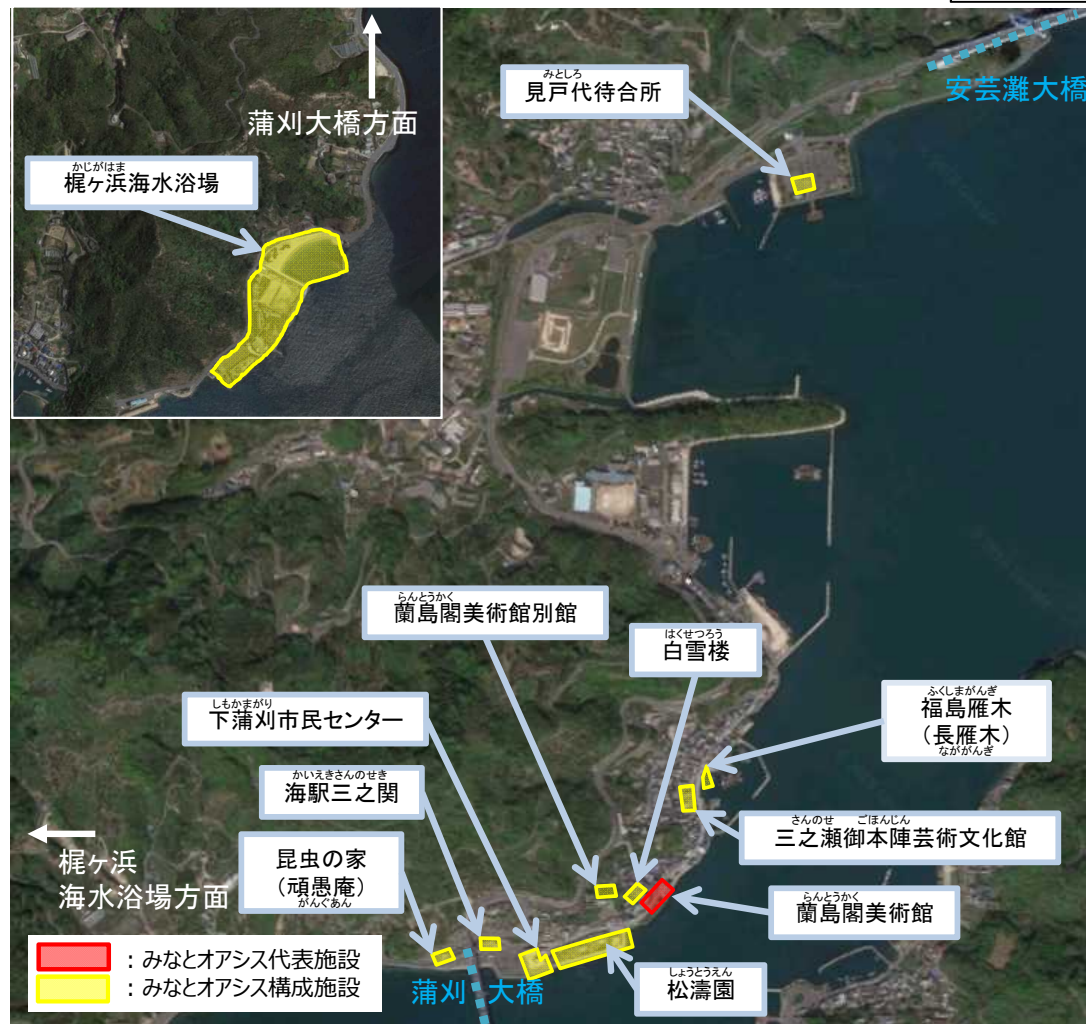 蒲刈大橋方面
かじがはま
梶ヶ浜海水浴場
みとしろ
見戸代待合所
安芸灘大橋
らんとうかく
蘭島閣美術館別館
はくせつろう
白雪楼
しもかまがり
下蒲刈市民センター
ふくしまがんぎ
福島雁木
(長雁木)
なががんぎ
かいえきさんのせき
海駅三之関
さんのせ ごほんじん
三之瀬御本陣芸術文化館
梶ヶ浜
海水浴場方面
昆虫の家
(頑愚庵)
がんぐあん
らんとうかく
蘭島閣美術館
しょうとうえん
松濤園
蒲刈大橋
:みなとオアシス代表施設
:みなとオアシス構成施設